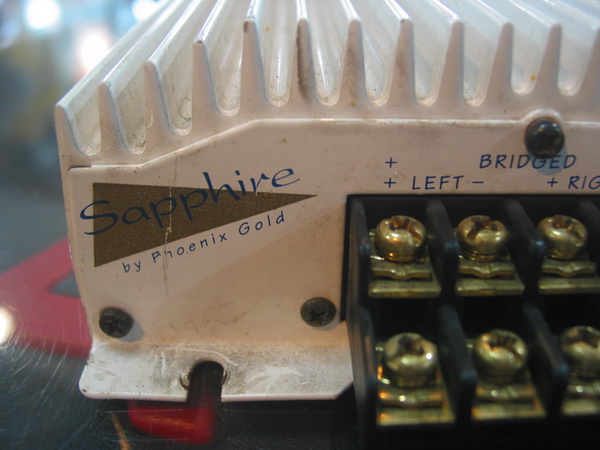 Sapphire
by Phoenix Gold
+ BRIDGED
+ LEFT − + RIG